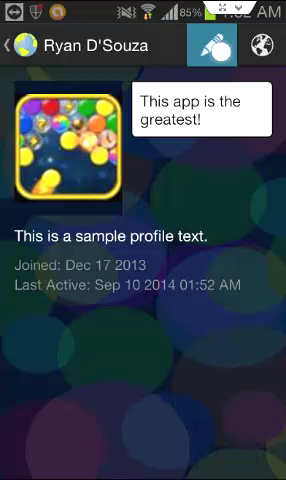 85% 1:52 AM
Ryan D'Souza
This app is the
greatest!
This is a sample profile text.
Joined: Dec 17 2013
Last Active: Sep 10 2014 01:52 AM